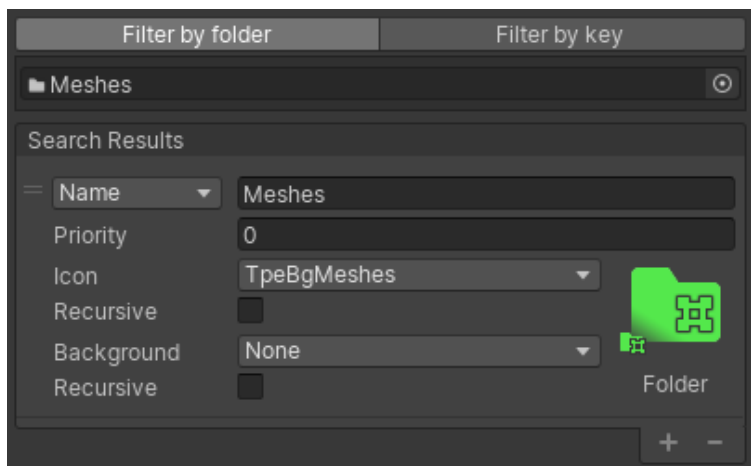 Filter by folder Filter by key
Meshes
Search Results
Name Meshes
Priority 0
Icon TpeBgMeshes
Recursive
Background None
Recursive
Folder
+ -